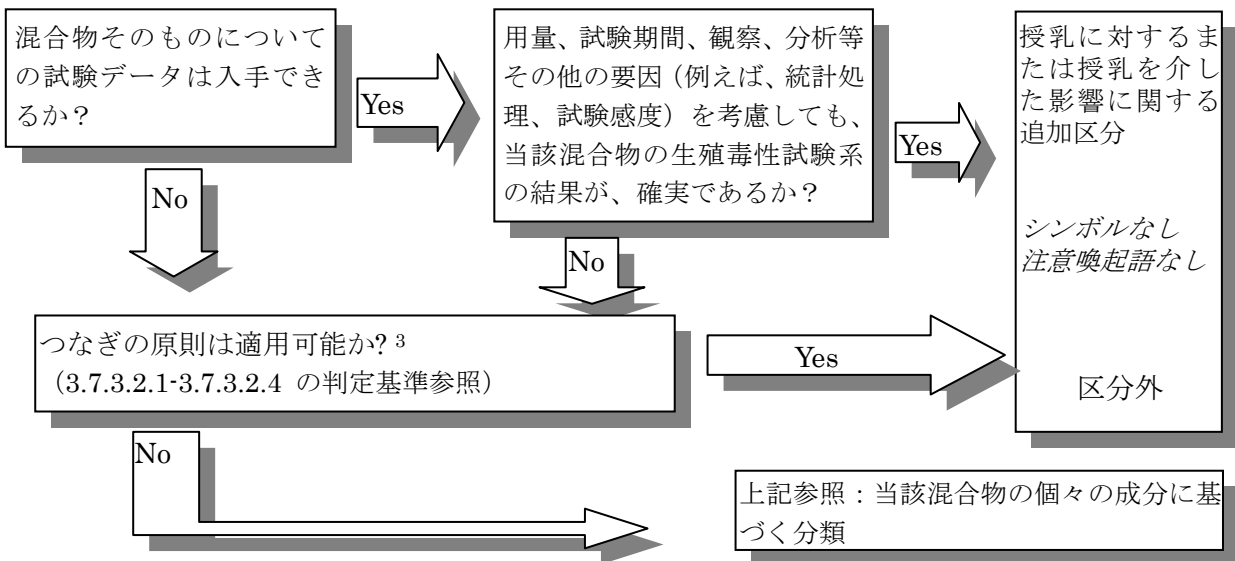 混合物そのものについて
の試験データは入手でき
るか？
Yes
用量、試験期間、観察、分析等
その他の要因（例えば、統計処
理、試験感度）を考慮しても、
当該混合物の生殖毒性試験系
の結果が、確実であるか？
Yes
授乳に対するま
たは授乳を介し
た影響に関する
追加区分
シンボルなし
注意喚起語なし
区分外
No
No
つなぎの原則は適用可能か? 3
（3.7.3.2.1-3.7.3.2.4 の判定基準参照）
Yes
No
上記参照：当該混合物の個々の成分に基
づく分類